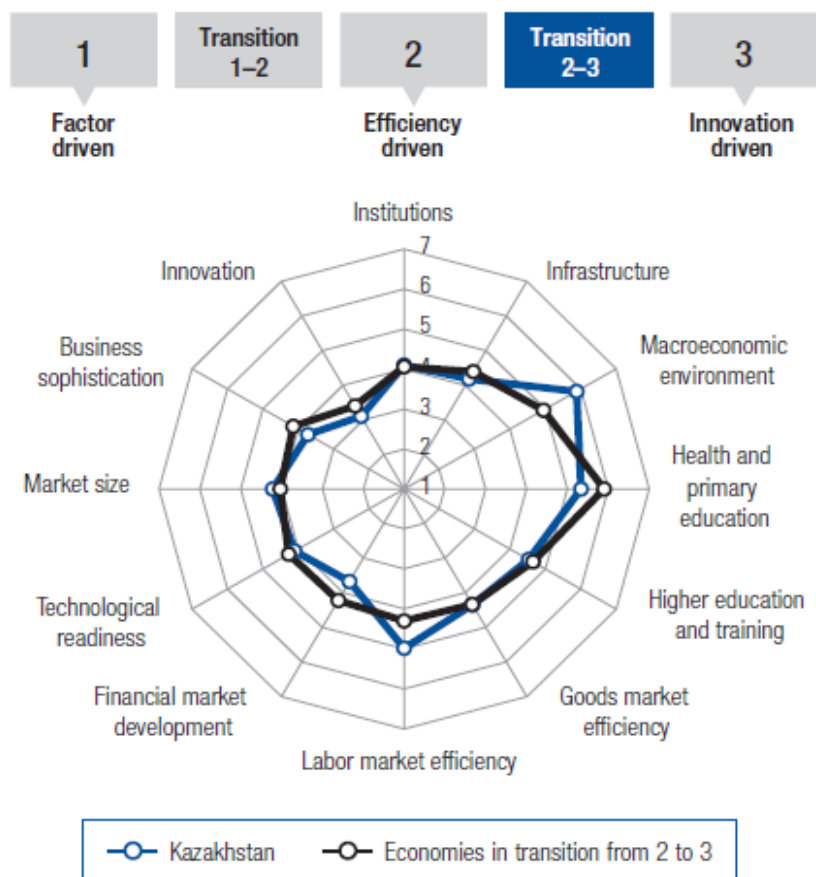 1
Transition
1–2
2
Transition
2–3
3
Factor
driven
Efficiency
driven
Innovation
driven
Institutions
7
6
5
4
3
2
1
Infrastructure
Macroeconomic
environment
Health and
primary
education
Higher education
and training
Goods market
efficiency
Labor market efficiency
Financial market
development
Technological
readiness
Market size
Business
sophistication
Innovation
Kazakhstan
Economies in transition from 2 to 3